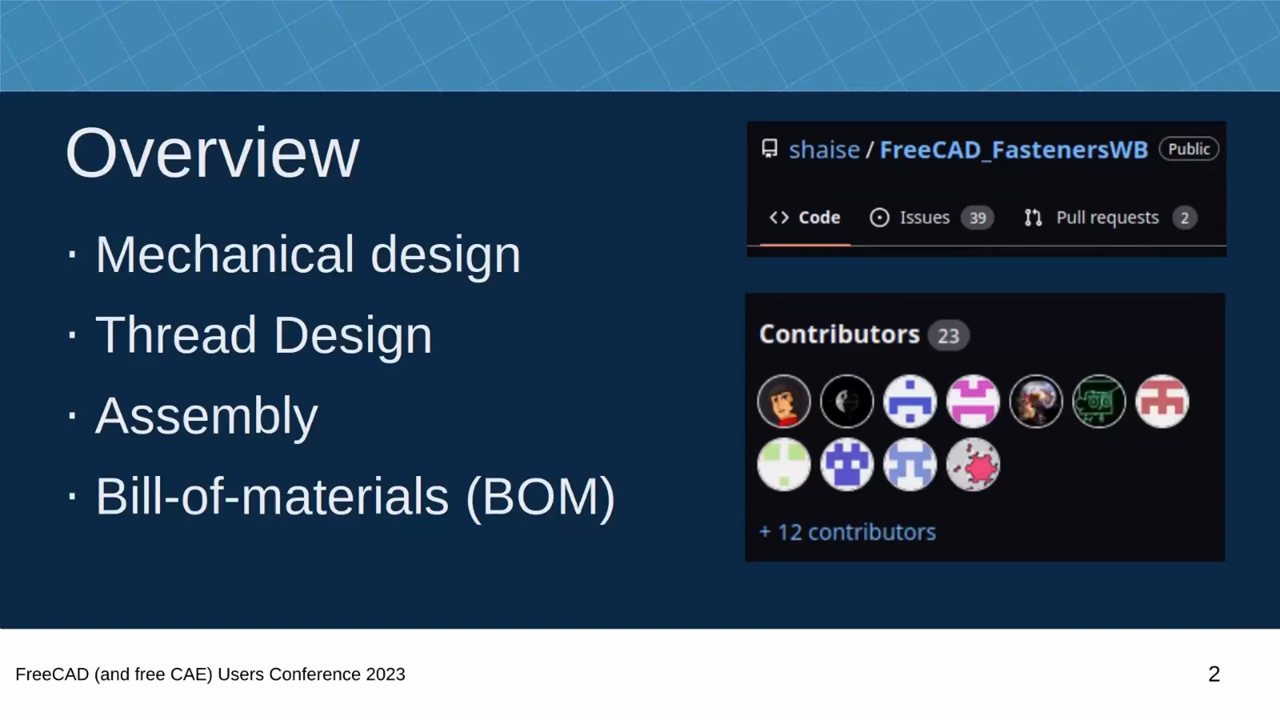 Overview
· Mechanical design
· Thread Design
· Assembly
· Bill-of-materials (BOM)
shaise / FreeCAD_FastenersWB Public
<> Code Issues 39 Pull requests 2
Contributors 23
+ 12 contributors
FreeCAD (and free CAE) Users Conference 2023
2